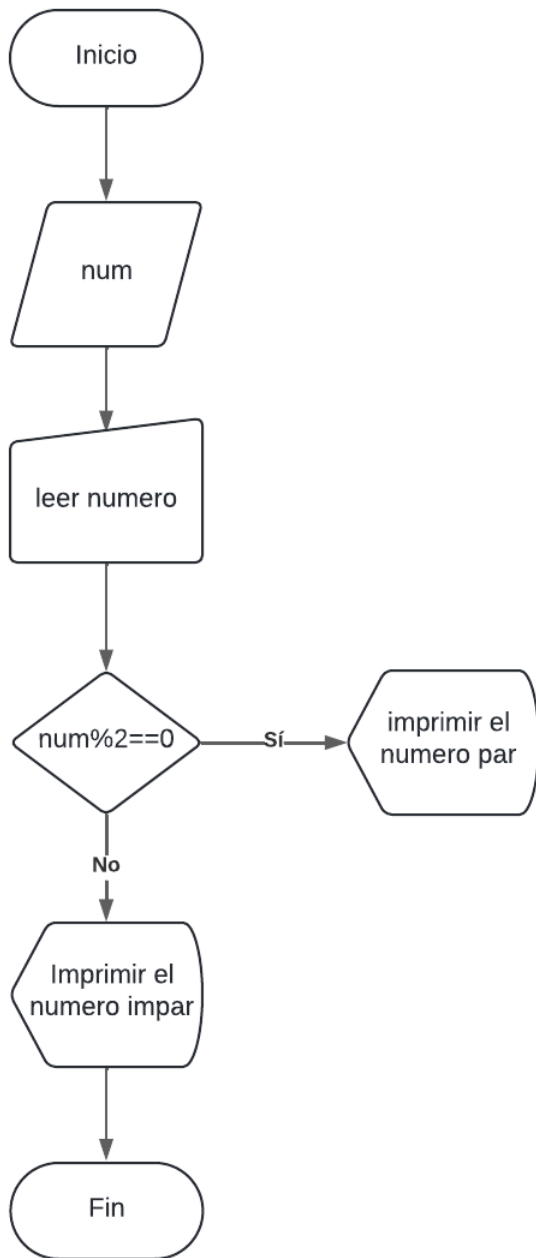 Inicio
num
leer numero
num%2==0
Sí
imprimir el
numero par
No
Imprimir el
numero impar
Fin